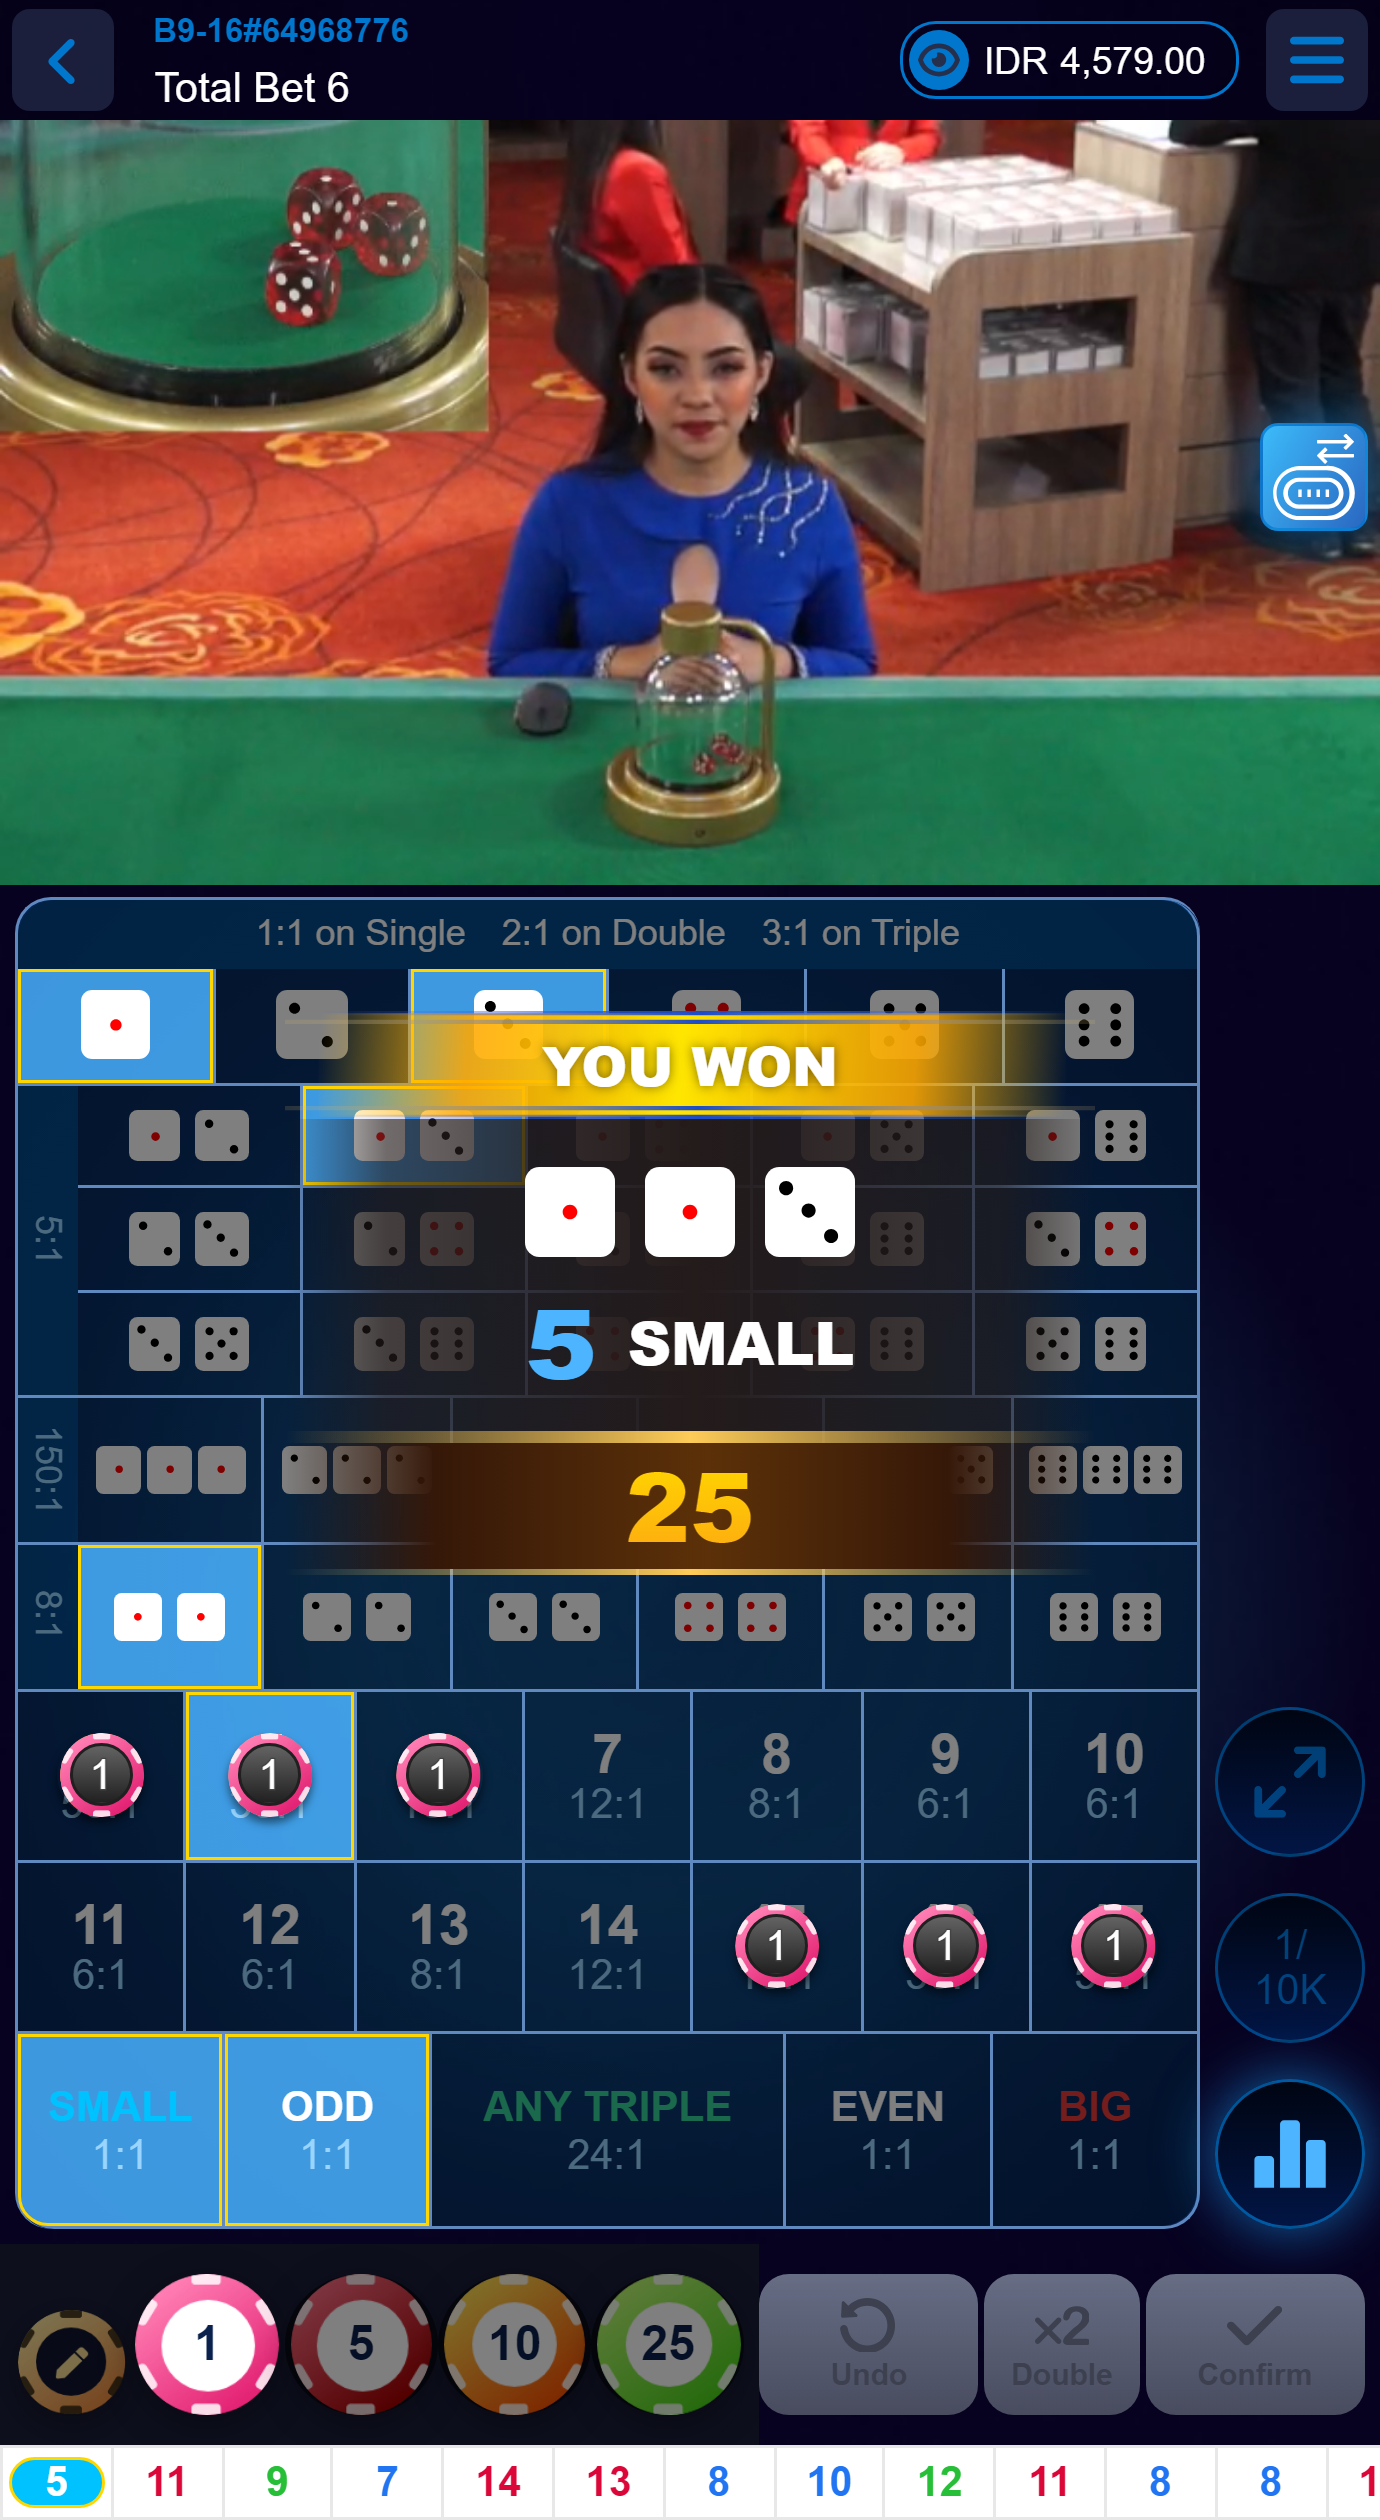 B9-16#64968776
Total Bet 6
IDR 4,579.00
1:1 on Single 2:1 on Double 3:1 on Triple
YOU WON
5:1
5 SMALL
150:1
25
8:1
1 1 1 7 8 9 10
12:1 8:1 6:1 6:1
11 12 13 14 1 1 1
6:1 6:1 8:1 12:1
1/
10K
SMALL ODD ANY TRIPLE EVEN BIG
1:1 1:1 24:1 1:1 1:1
1 5 10 25
x2
Undo Double Confirm
5 11 9 7 14 13 8 10 12 11 8 8